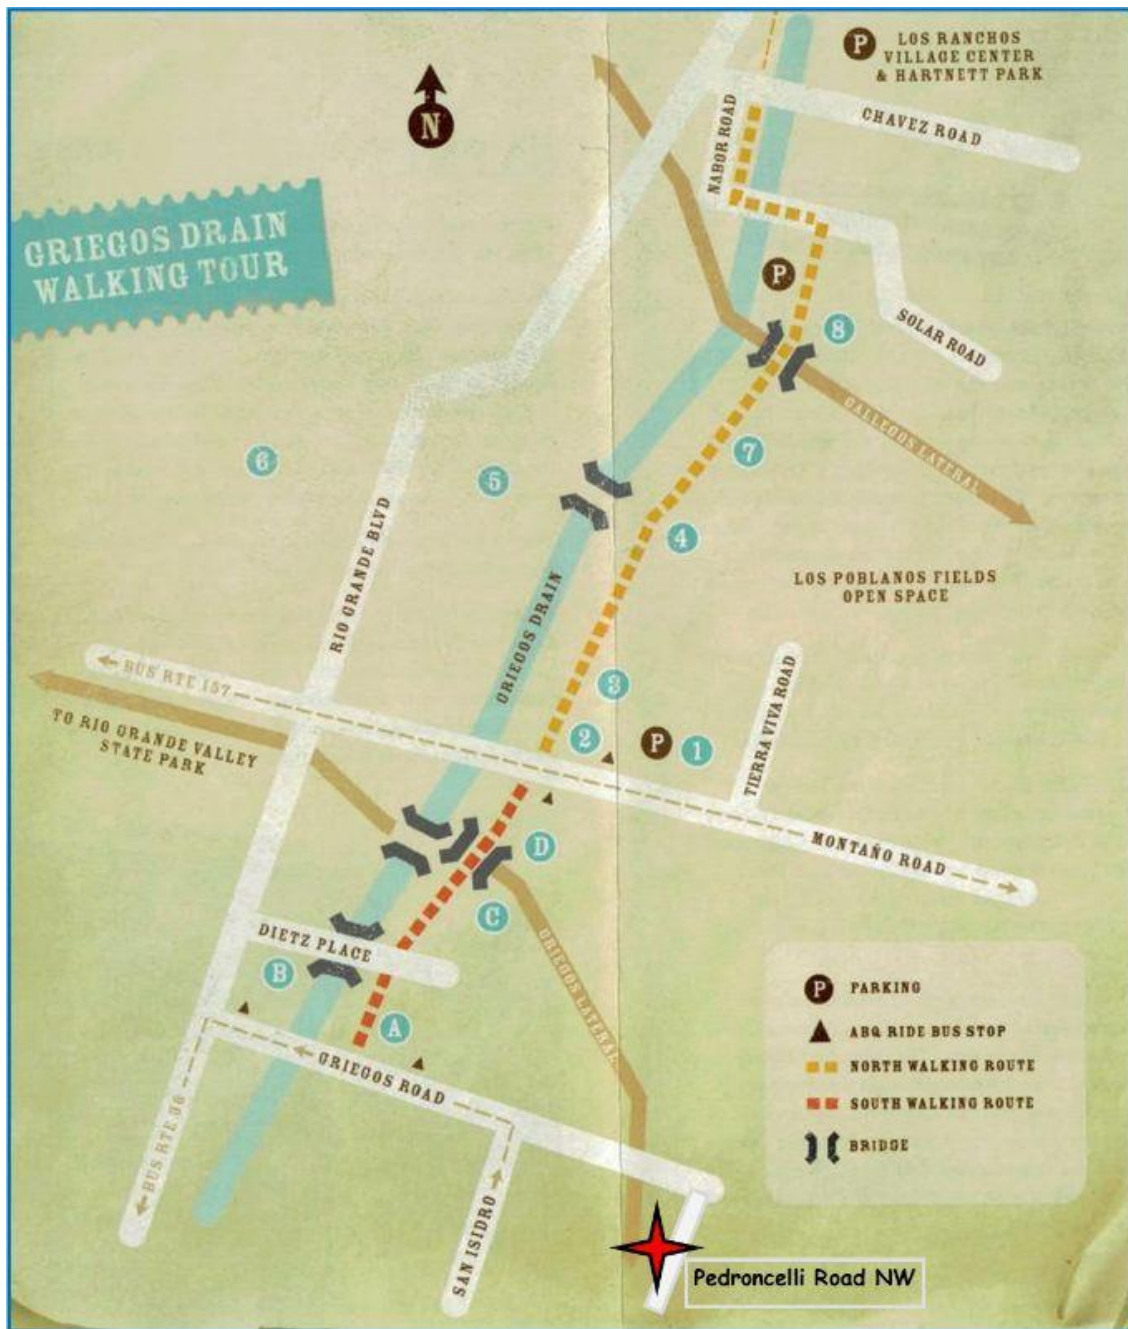 P
LOS RANCHOS
VILLAGE CENTER
& HARTNETT PARK
N
CHAVEZ ROAD
NABOR ROAD
GRIEGOS DRAIN
WALKING TOUR
P
8
SOLAR ROAD
GALLEGOS LATERAL
7
6
5
4
RIO GRANDE BLVD
LOS POBLANOS FIELDS
OPEN SPACE
GRIEGOS DRAIN
BUS RTE 157
3
TO RIO GRANDE VALLEY
STATE PARK
2
P
1
TIERRA VIVA ROAD
MONTAÑO ROAD
D
C
DIETZ PLACE
GRIEGOS LATERAL
B
A
GRIEGOS ROAD
BUS RTE 36
SAN ISIDRO
P PARKING
ABQ RIDE BUS STOP
NORTH WALKING ROUTE
SOUTH WALKING ROUTE
BRIDGE
Pedroncelli Road NW